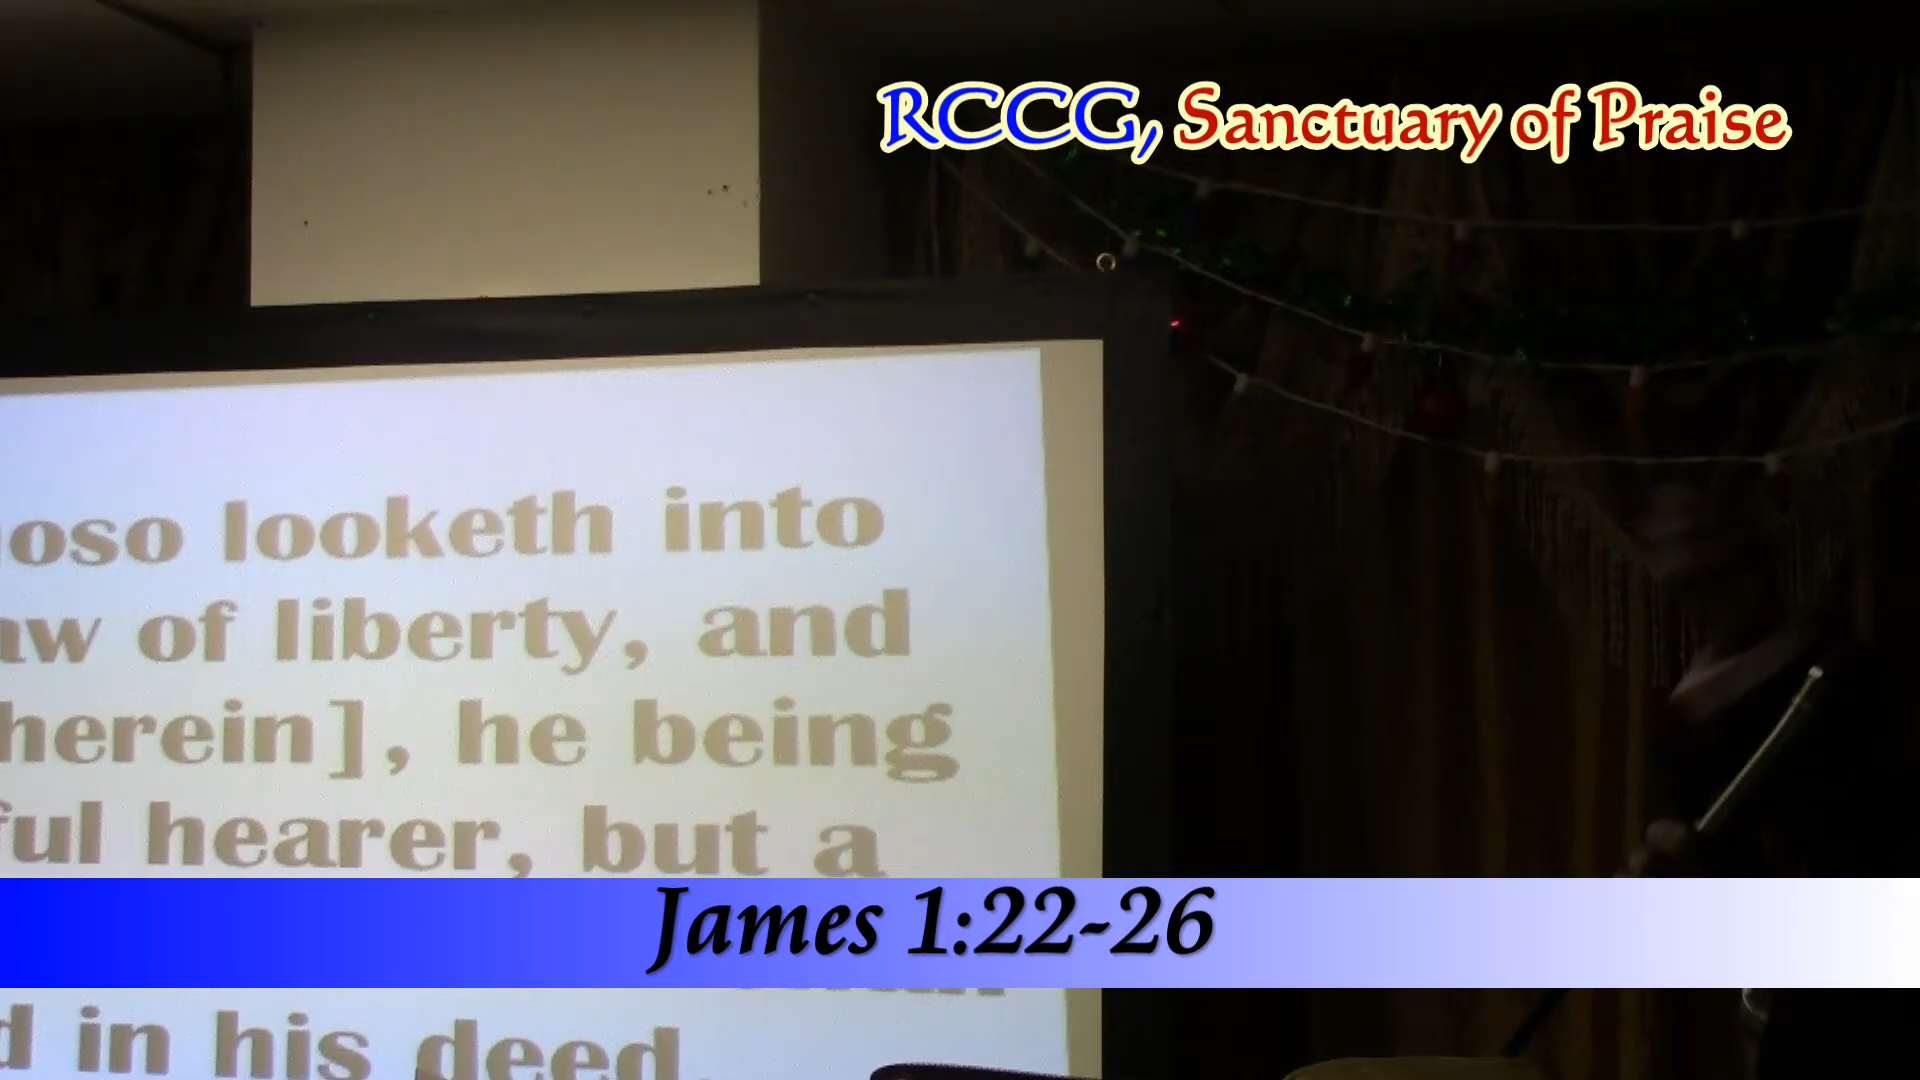 RCCG, Sanctuary of Praise
looketh into
of liberty, and
herein], he being
ful hearer, but a
James 1:22-26
in his deed.